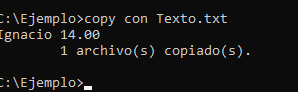 C:\Ejemplo>copy con Texto.txt
Ignacio 14.00
        1 archivo(s) copiado(s).

C:\Ejemplo>